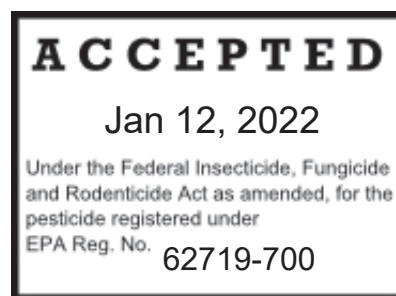 ACCEPTED
Jan 12, 2022
Under the Federal Insecticide, Fungicide
and Rodenticide Act as amended, for the
pesticide registered under
EPA Reg. No. 62719-700